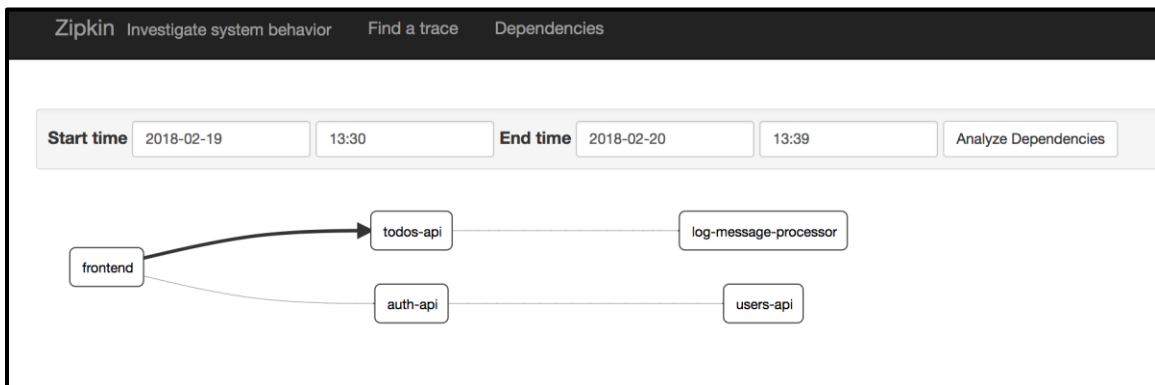 Zipkin Investigate system behavior Find a trace Dependencies
Start time 2018-02-19 13:30 End time 2018-02-20 13:39 Analyze Dependencies
todos-api log-message-processor
frontend
auth-api users-api